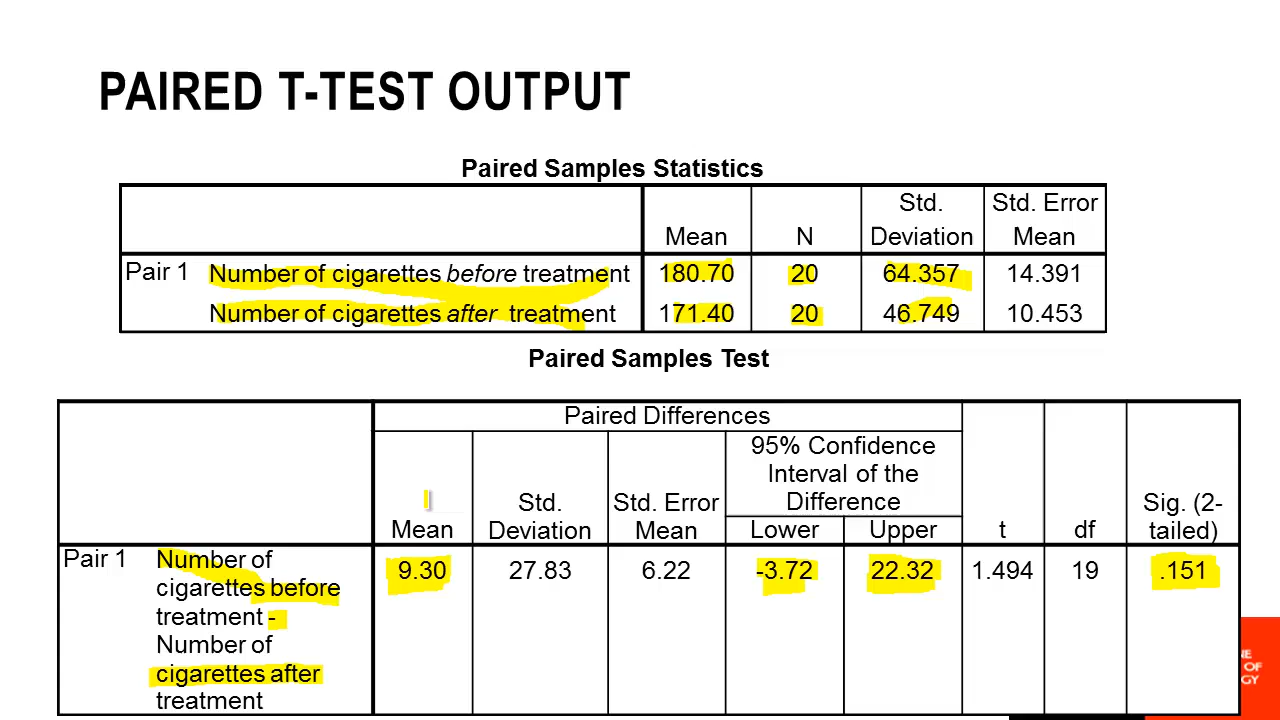 PAIRED T-TEST OUTPUT
Paired Samples Statistics
Mean N Std. Deviation Std. Error Mean
Pair 1 Number of cigarettes before treatment 180.70 20 64.357 14.391
Number of cigarettes after treatment 171.40 20 46.749 10.453
Paired Samples Test
Paired Differences
95% Confidence
Interval of the
Difference
Mean Std. Deviation Std. Error Mean Lower Upper t df Sig. (2-tailed)
Pair 1 Number of 9.30 27.83 6.22 -3.72 22.32 1.494 19 .151
cigarettes before
treatment -
Number of
cigarettes after
treatment
NE
OF
GY